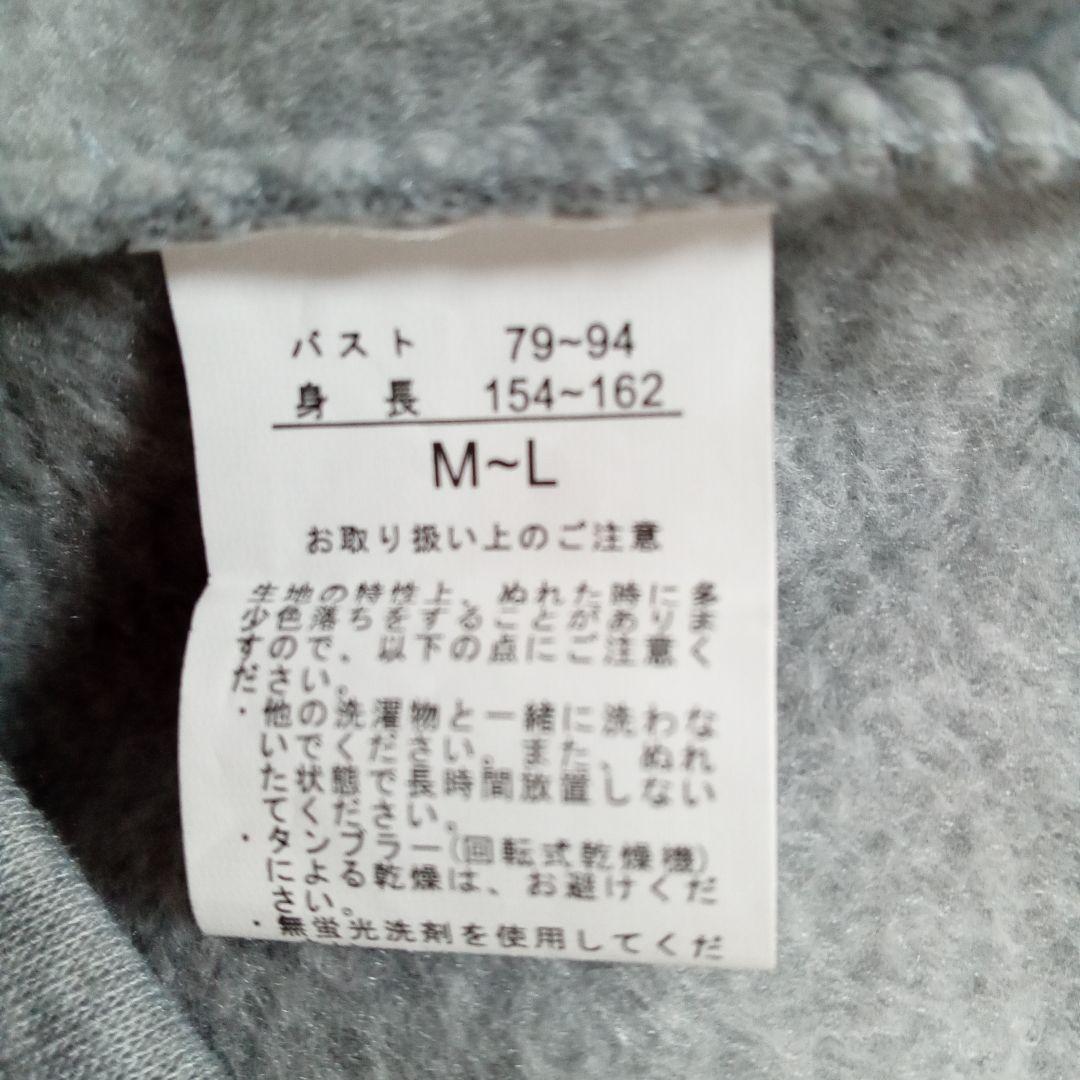 バスト 79~94
身長 154~162
M~L
お取り扱い上のご注意
生地の特性上、ぬれた時に多
少色落ちをすることがありま
すので、以下の点にご注意く
ださい。
・他の洗濯物と一緒に洗わな
いでください。また、ぬれ
た状態で長時間放置しない
てください。
・タンブラー(回転式乾燥機)
による乾燥は、お避けくだ
さい。
・無蛍光洗剤を使用してくだ